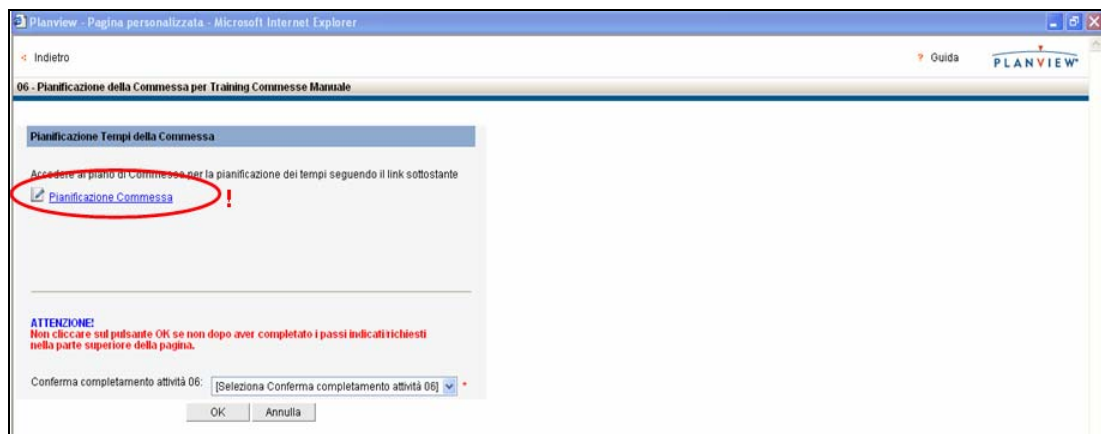 Planview - Pagina personalizzata - Microsoft Internet Explorer
< Indietro
? Guida
PLANVIEW
06 - Pianificazione della Commessa per Training Commesse Manuale
Pianificazione Tempi della Commessa
Accedere al piano di Commessa per la pianificazione dei tempi seguendo il link sottostante
Pianificazione Commessa
!
ATTENZIONE!
Non cliccare sul pulsante OK se non dopo aver completato i passi indicati/richiesti
nella parte superiore della pagina.
Conferma completamento attività 06: [Seleziona Conferma completamento attività 06] *
OK Annulla